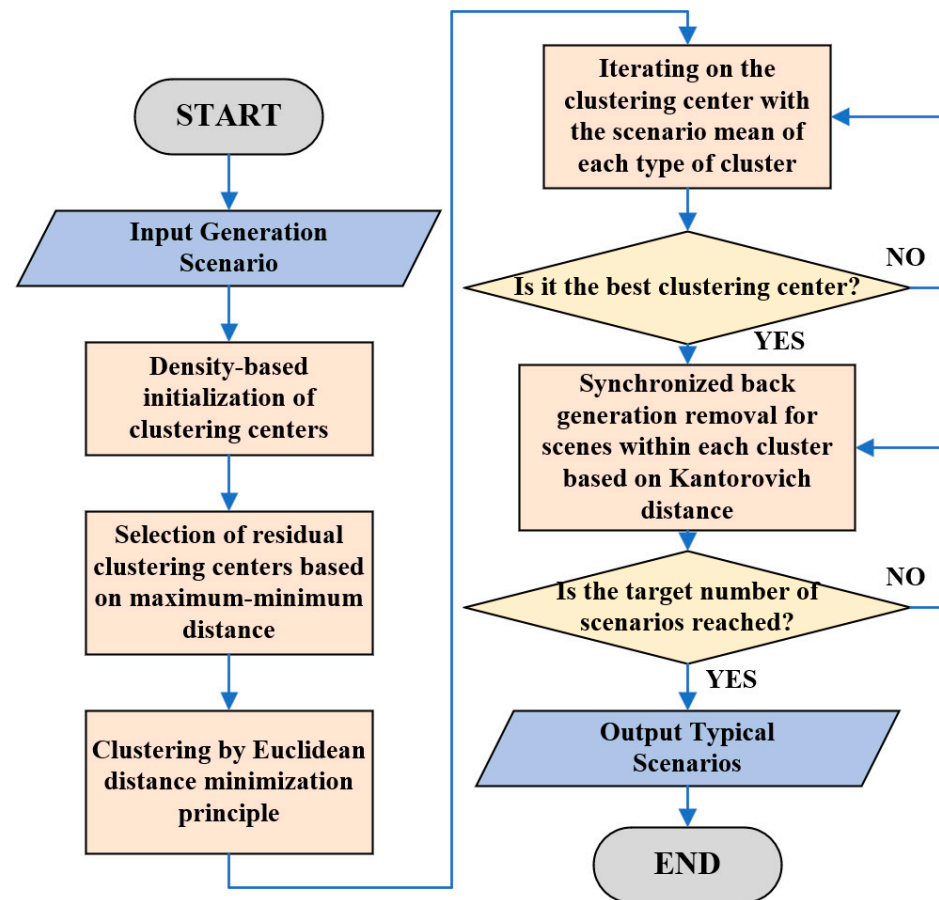 START
Input Generation
Scenario
Density-based
initialization of
clustering centers
Selection of residual
clustering centers based
on maximum-minimum
distance
Clustering by Euclidean
distance minimization
principle
Iterating on the
clustering center with
the scenario mean of
each type of cluster
Is it the best clustering center?
NO
YES
Synchronized back
generation removal for
scenes within each cluster
based on Kantorovich
distance
Is the target number of
scenarios reached?
NO
YES
Output Typical
Scenarios
END